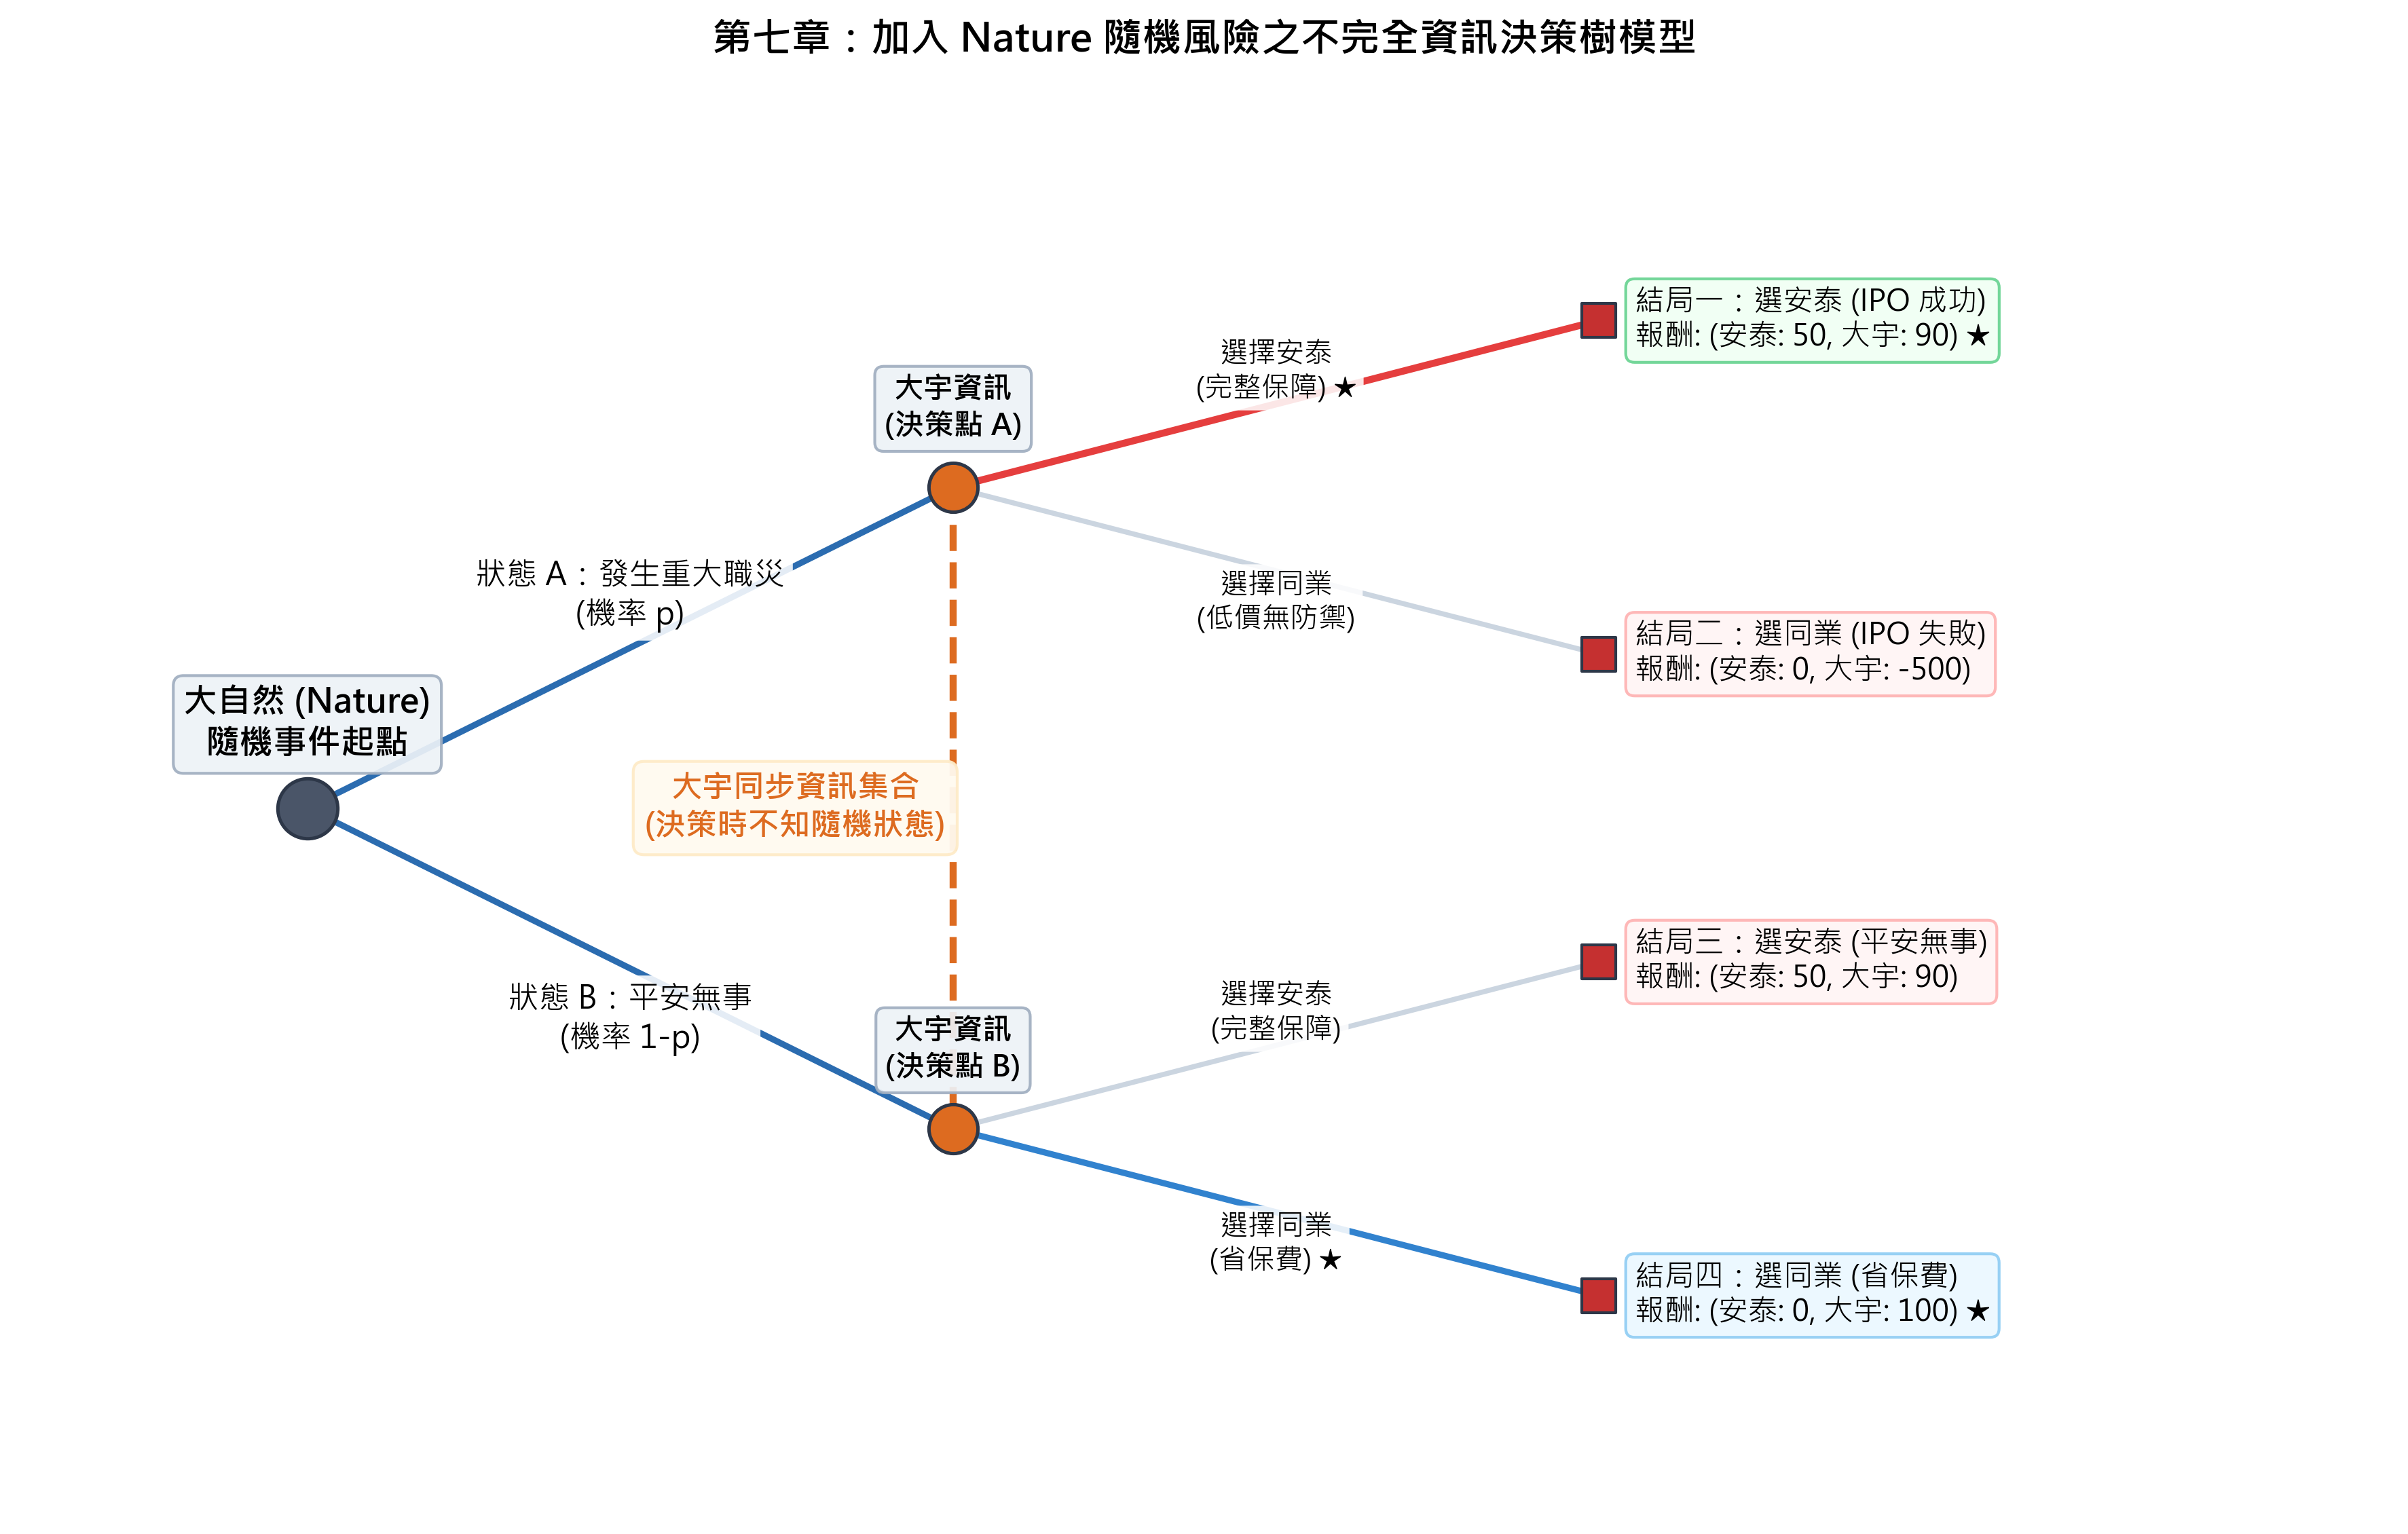 第七章：加入 Nature 隨機風險之不完全資訊決策樹模型
結局一：選安泰 (IPO 成功)
報酬: (安泰: 50, 大宇: 90) ★
選擇安泰
(完整保障) ★
大宇資訊
(決策點 A)
狀態 A：發生重大職災
(機率 p)
選擇同業
(低價無防禦)
結局二：選同業 (IPO 失敗)
報酬: (安泰: 0, 大宇: -500)
大自然 (Nature)
隨機事件起點
大宇同步資訊集合
(決策時不知隨機狀態)
結局三：選安泰 (平安無事)
報酬: (安泰: 50, 大宇: 90)
狀態 B：平安無事
(機率 1-p)
選擇安泰
(完整保障)
大宇資訊
(決策點 B)
選擇同業
(省保費) ★
結局四：選同業 (省保費)
報酬: (安泰: 0, 大宇: 100) ★